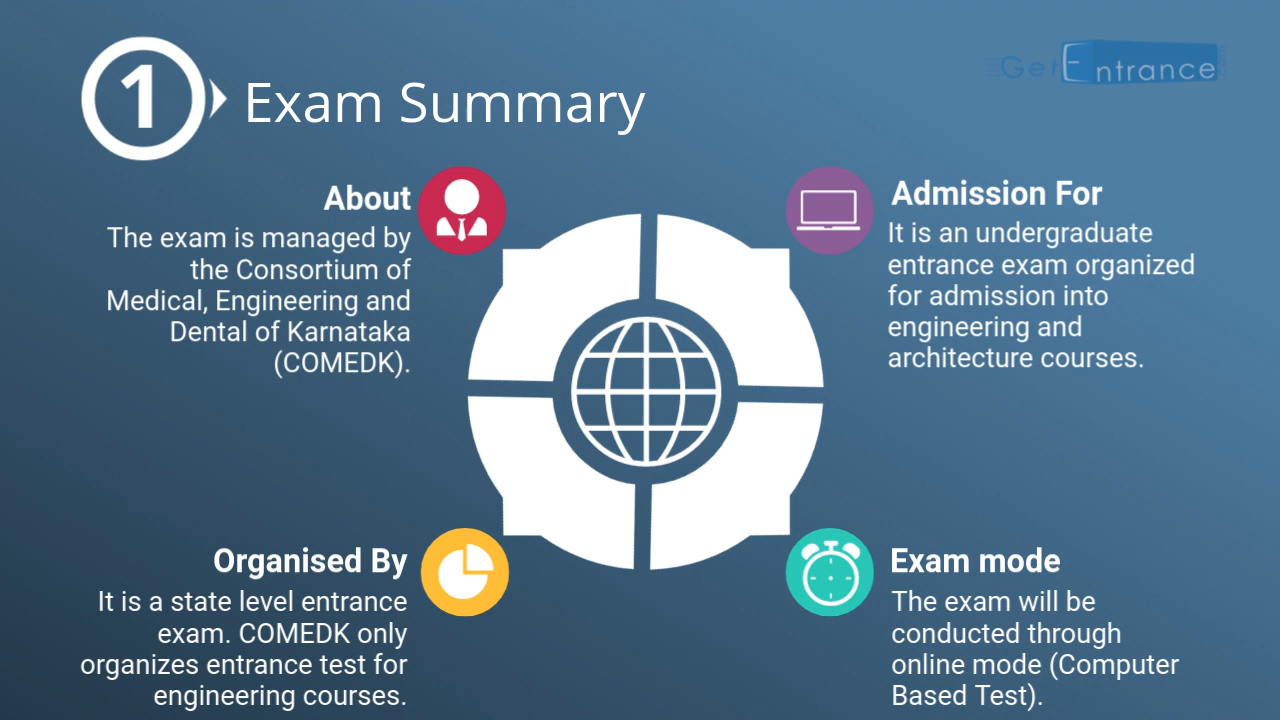 1
Exam Summary
GetEntrance
About
The exam is managed by
the Consortium of
Medical, Engineering and
Dental of Karnataka
(COMEDK).
Admission For
It is an undergraduate
entrance exam organized
for admission into
engineering and
architecture courses.
Organised By
It is a state level entrance
exam. COMEDK only
organizes entrance test for
engineering courses.
Exam mode
The exam will be
conducted through
online mode (Computer
Based Test).